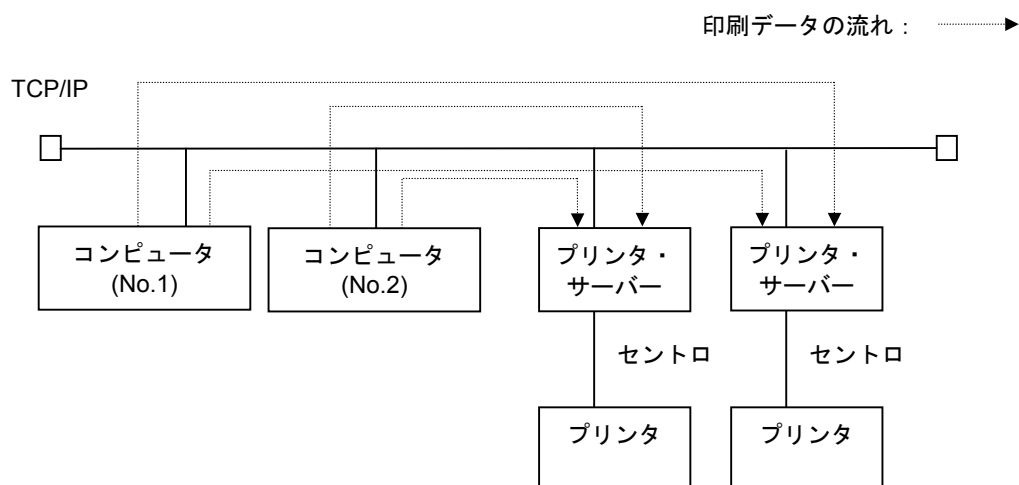 印刷データの流れ：
TCP/IP
コンピュータ
(No.1)
コンピュータ
(No.2)
プリンタ・
サーバー
プリンタ・
サーバー
セントロ
セントロ
プリンタ
プリンタ